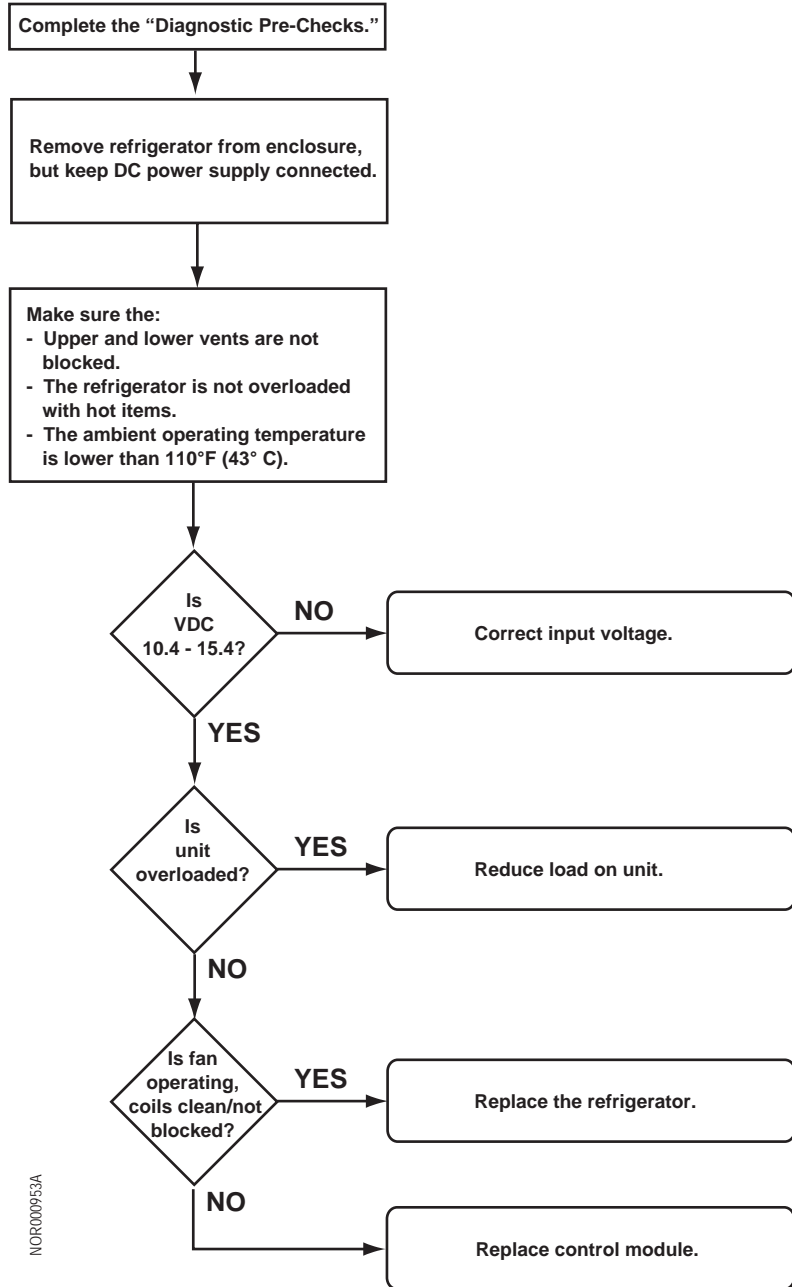 Complete the “Diagnostic Pre-Checks.”
Remove refrigerator from enclosure,
but keep DC power supply connected.
Make sure the:
- Upper and lower vents are not
blocked.
- The refrigerator is not overloaded
with hot items.
- The ambient operating temperature
is lower than 110°F (43° C).
Is
VDC
10.4 - 15.4?
NO
Correct input voltage.
YES
Is
unit
overloaded?
YES
Reduce load on unit.
NO
Is fan
operating,
coils clean/not
blocked?
YES
Replace the refrigerator.
NO
Replace control module.
NOR000953A